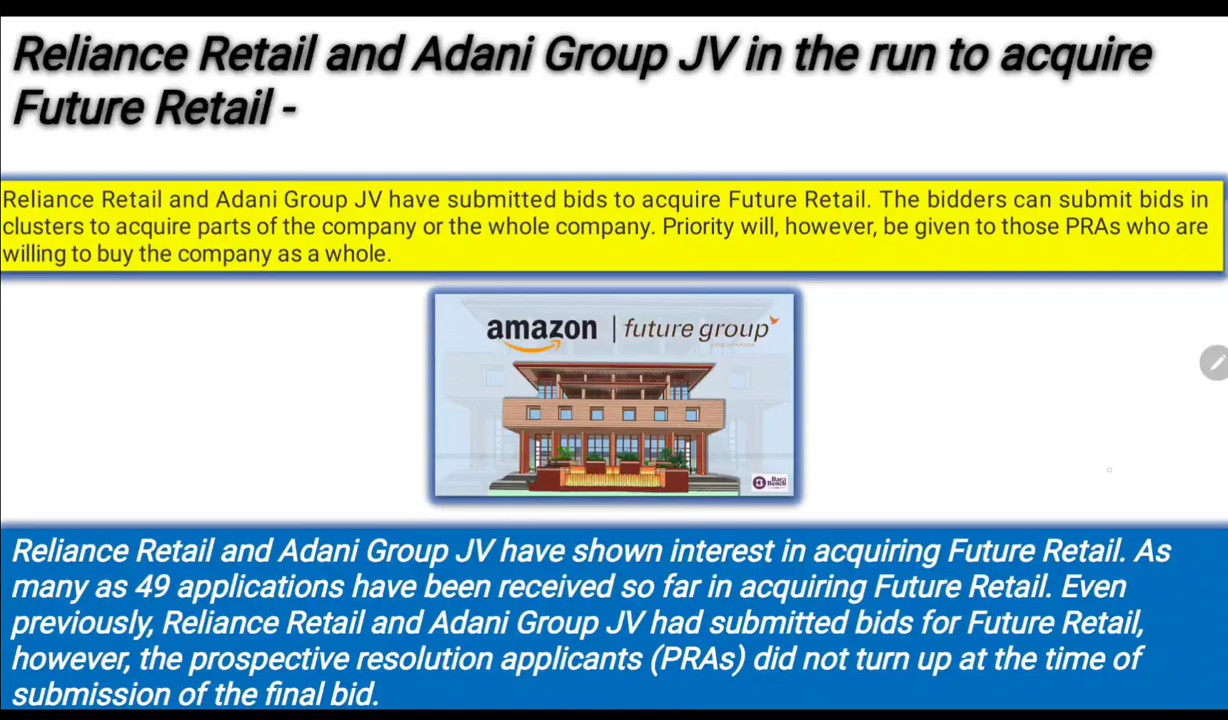 Reliance Retail and Adani Group JV in the run to acquire
Future Retail -
Reliance Retail and Adani Group JV have submitted bids to acquire Future Retail. The bidders can submit bids in
clusters to acquire parts of the company or the whole company. Priority will, however, be given to those PRAs who are
willing to buy the company as a whole.
amazon | future group
Bar & Bench
Reliance Retail and Adani Group JV have shown interest in acquiring Future Retail. As
many as 49 applications have been received so far in acquiring Future Retail. Even
previously, Reliance Retail and Adani Group JV had submitted bids for Future Retail,
however, the prospective resolution applicants (PRAs) did not turn up at the time of
submission of the final bid.